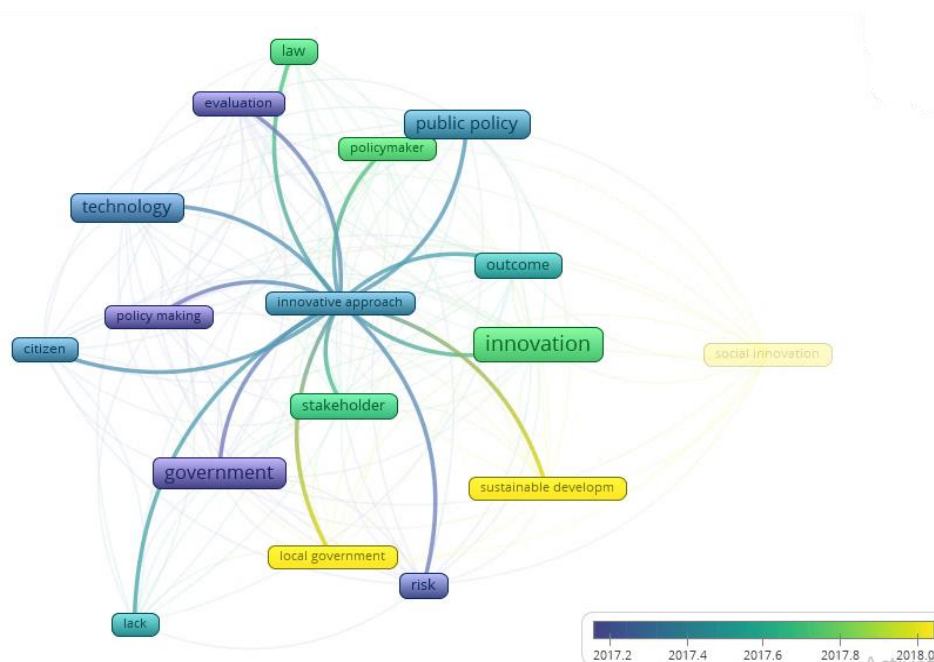 law
evaluation
public policy
policymaker
technology
outcome
innovative approach
policy making
innovation
citizen
social innovation
stakeholder
government
sustainable developm
local government
risk
lack
2017.2 2017.4 2017.6 2017.8 2018.0